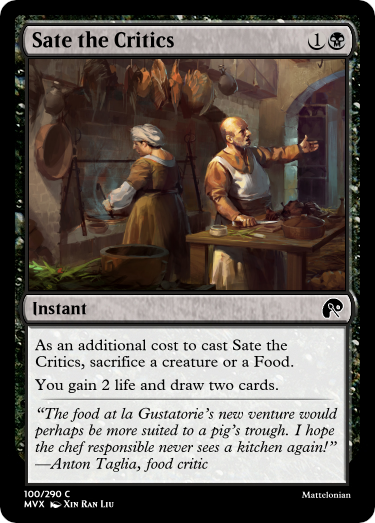 Sate the Critics 1
Instant
As an additional cost to cast Sate the
Critics, sacrifice a creature or a Food.
You gain 2 life and draw two cards.
“The food at la Gustatorie’s new venture would
perhaps be more suited to a pig’s trough. I hope
the chef responsible never sees a kitchen again!”
—Anton Taglia, food critic
100/290 C
MVX Xin Ran Liu
Mattelonian